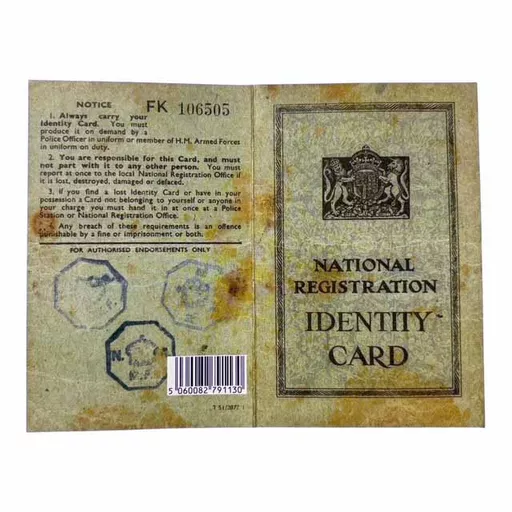 NOTICE FK 106505
1. Always carry your
Identity Card. You must
produce it on demand by a
Police Officer in uniform or member of H.M. Armed Forces
in uniform on duty.
2. You are responsible for this Card, and must
not part with it to any other person. You must
report at once to the local National Registration Office if
it is lost, destroyed, damaged or defaced.
3. If you find a lost Identity Card or have in your
possession a Card not belonging to yourself or anyone in
your charge you must hand it in at once at a Police
Station or National Registration Office.
4. Any breach of these requirements is an offence
punishable by a fine or imprisonment or both.
FOR AUTHORISED ENDORSEMENTS ONLY
N.
5 060082 791130
NATIONAL
REGISTRATION
IDENTITY
CARD